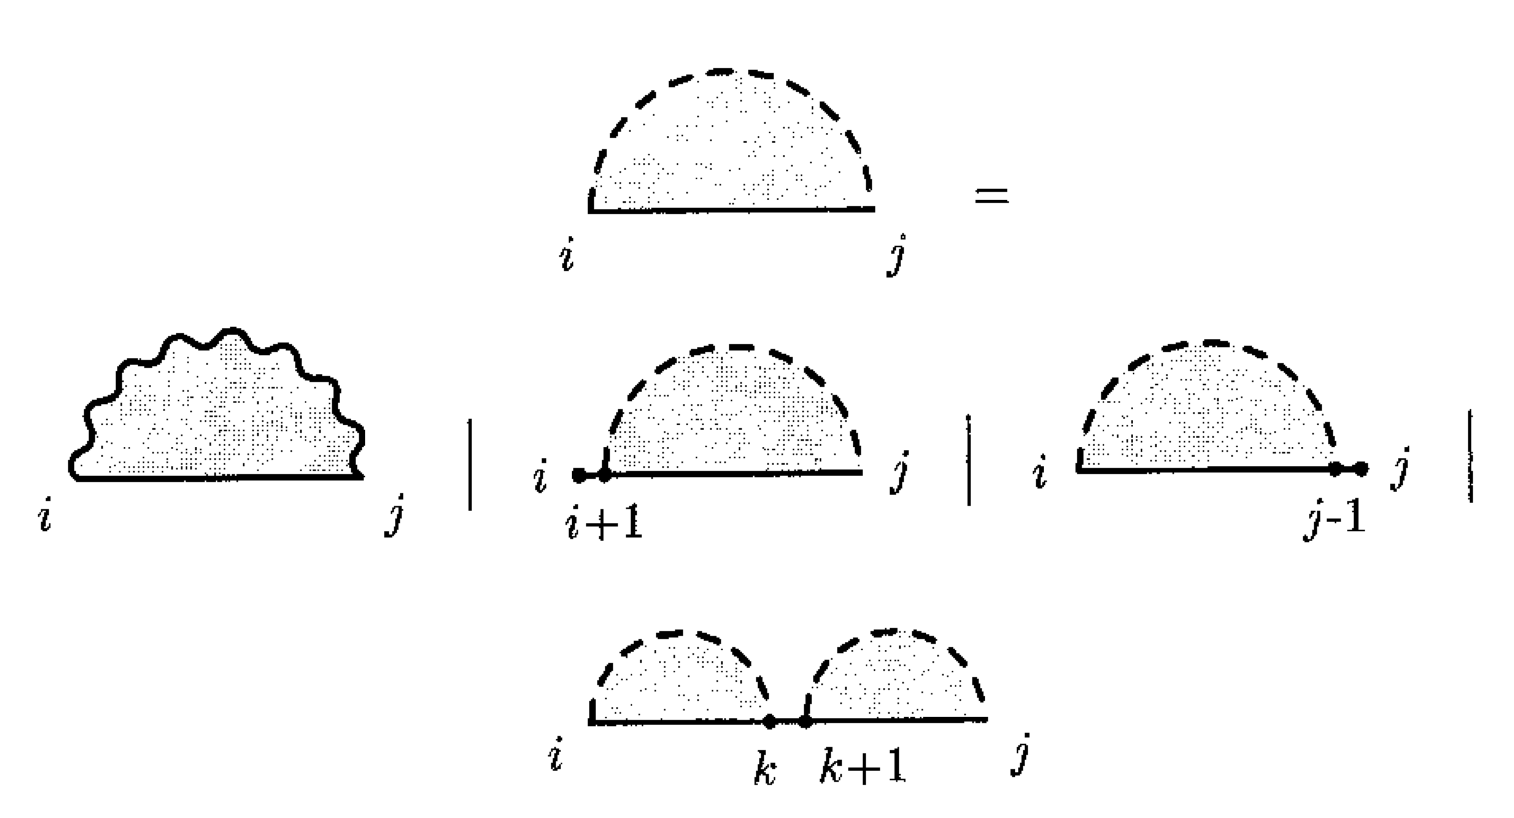 =
i j
i j | i i+1 j | i j-1 j |
i k k+1 j